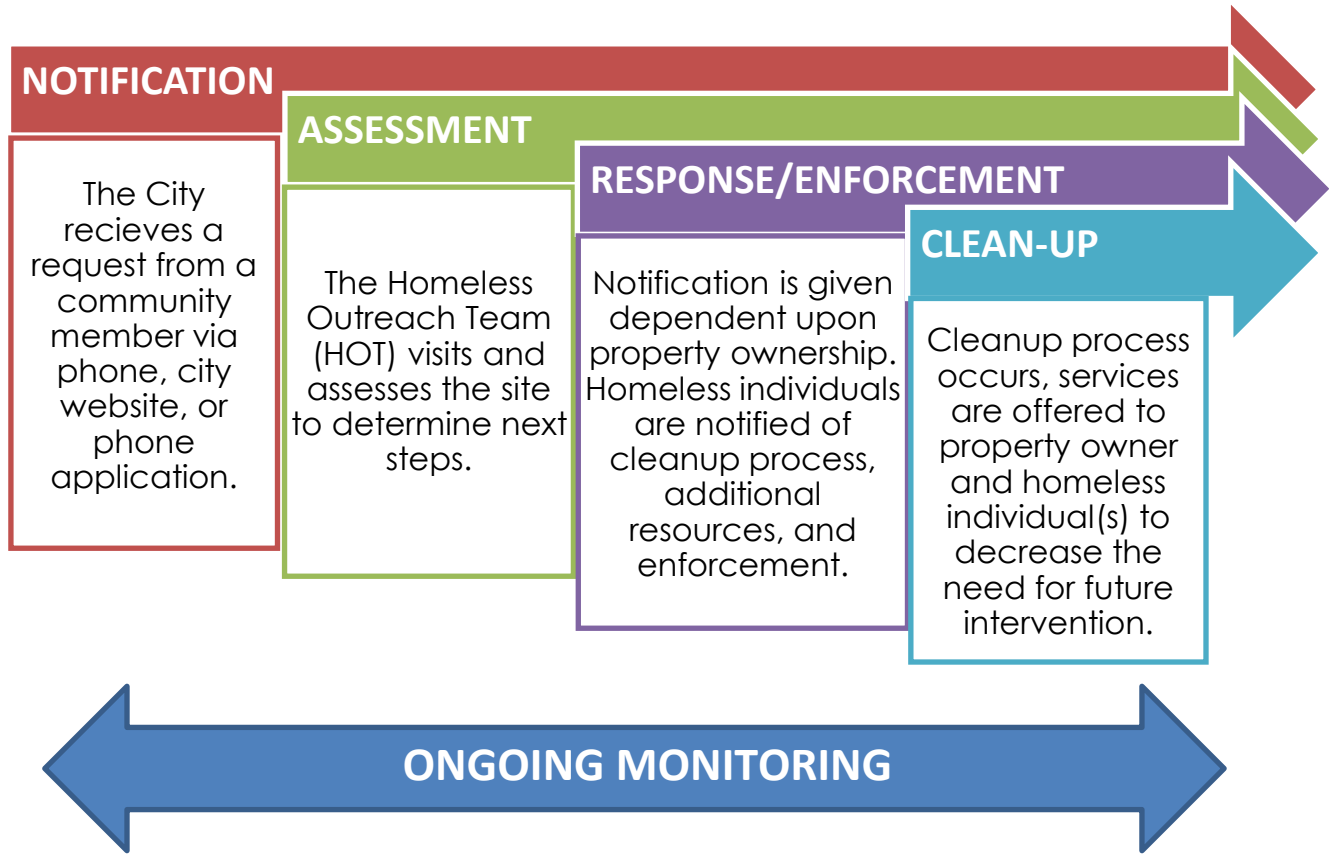 NOTIFICATION
The City
recieves a
request from a
community
member via
phone, city
website, or
phone
application.
ASSESSMENT
The Homeless
Outreach Team
(HOT) visits and
assesses the site
to determine next
steps.
RESPONSE/ENFORCEMENT
Notification is given
dependent upon
property ownership.
Homeless individuals
are notified of
cleanup process,
additional
resources, and
enforcement.
CLEAN-UP
Cleanup process
occurs, services
are offered to
property owner
and homeless
individual(s) to
decrease the
need for future
intervention.
ONGOING MONITORING